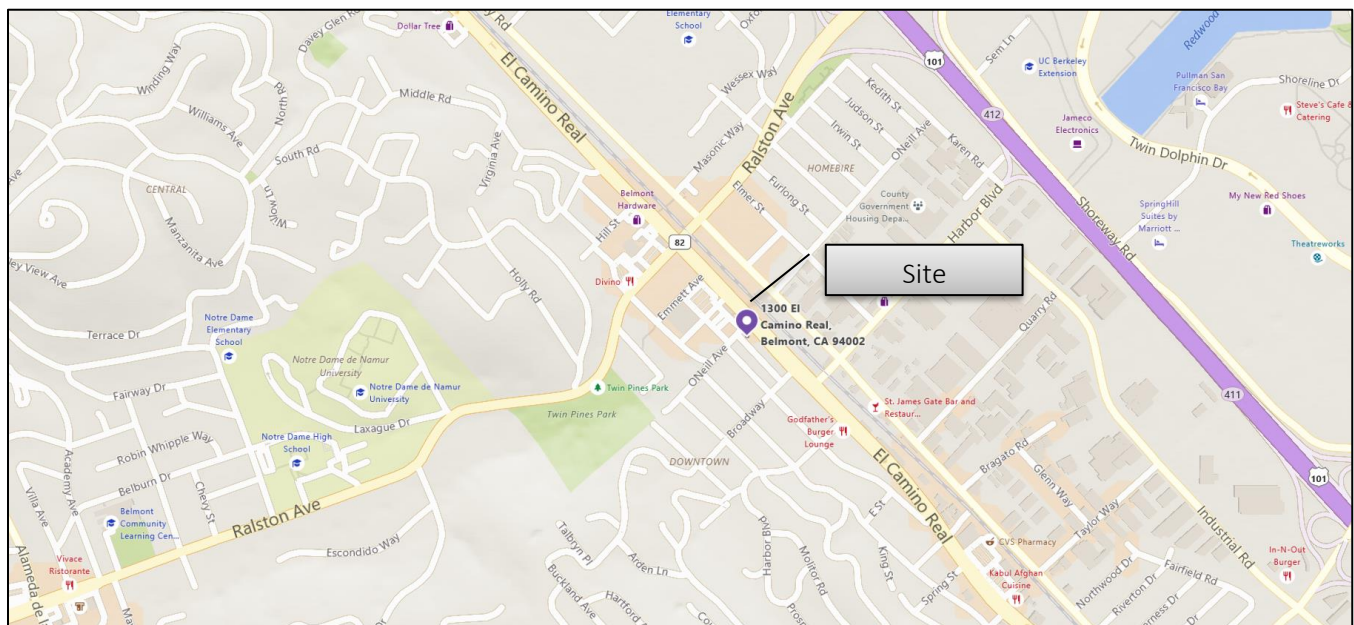 Dollar Tree
Davey Glen Rd
Elementary
School
Wessex Way
101
Sem Ln
UC Berkeley
Extension
Redwood
Pullman San
Francisco Bay
Shoreline Dr
Steve's Cafe &
Catering
Winding Way
North Rd
El Camino Real
Middle Rd
Williams Ave
South Rd
Virginia Ave
Masonic Way
Ralston Ave
Kedith St
Judson St
Irwin St
ONeill Ave
Karen Rd
412
Jameco
Electronics
Twin Dolphin Dr
CENTRAL
Willow Ln
Manzanita Ave
Belmont
Hardware
Hill St
82
Elmer St
Furlong St
HOMEBIRE
County
Government
Housing Depa...
Harbor Blvd
Shoreway Rd
SpringHill
Suites by
Marriott ...
My New Red Shoes
Theatreworks
ley View Ave
Holly Rd
Divino
Emmett Ave
Site
1300 El
Camino Real,
Belmont, CA 94002
Quarry Rd
Terrace Dr
Notre Dame
Elementary
School
Notre Dame de Namur
University
Notre Dame de Namur
University
Fairway Dr
Laxague Dr
Twin Pines Park
Twin Pines Park
ONeill Ave
Broadway
Godfather's
Burger
Lounge
St. James Gate Bar and
Restaur...
411
Robin Whipple Way
Notre Dame High
School
DOWNTOWN
El Camino Real
Bragato Rd
Glenn Way
Academy Ave
Belburn Dr
Chevy St
Ralston Ave
Villa Ave
Belmont
Community
Learning Cen...
E St
Taylor Way
Industrial Rd
101
Escondido Way
Talbryn Pl
Arden Ln
Harbor Blvd
Molitor Rd
King St
CVS Pharmacy
In-N-Out
Burger
Vivace
Ristorante
Alameda de
Buckland Ave
Hartford
Spring St
Kabul Afghan
Cuisine
Northwood Dr
Riverton Dr
Fairfield Rd